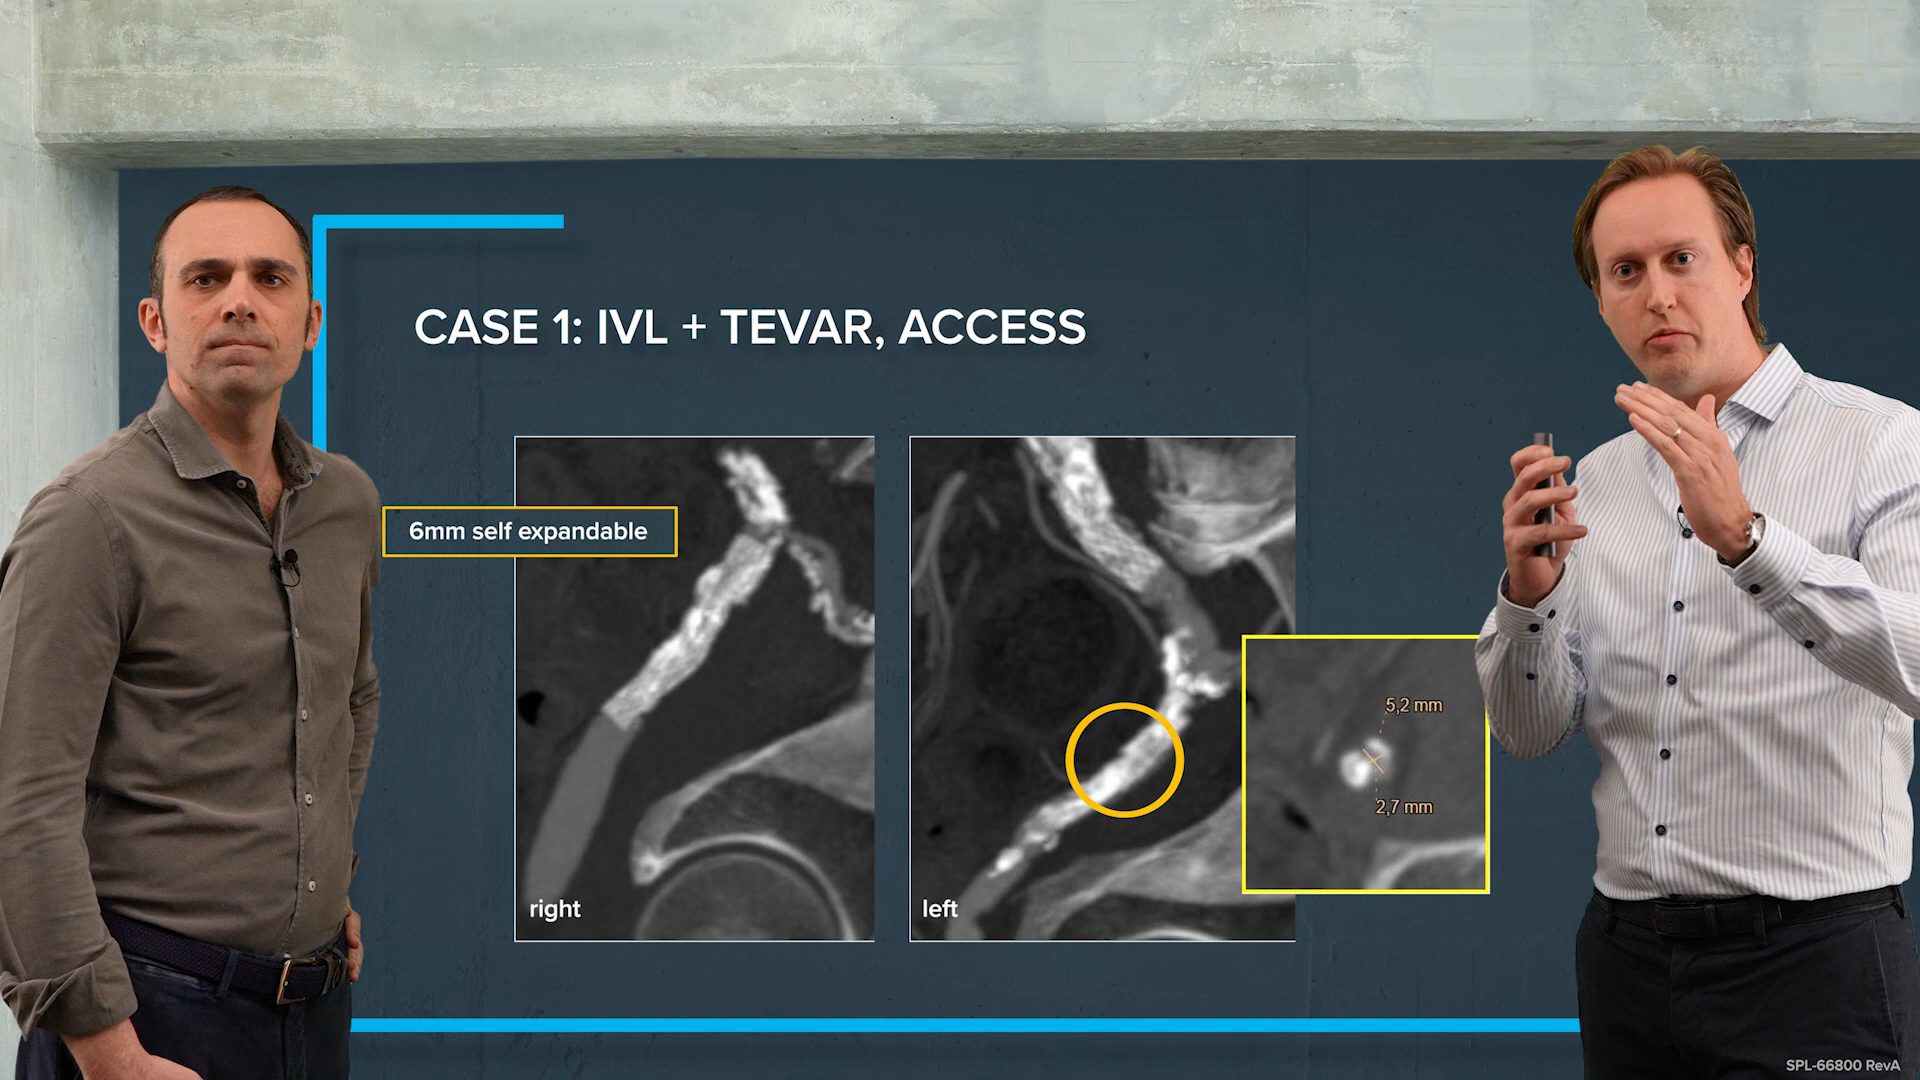 CASE 1: IVL + TEVAR, ACCESS
6mm self expandable
right
left
5,2 mm
2,7 mm
SPL-66800 RevA